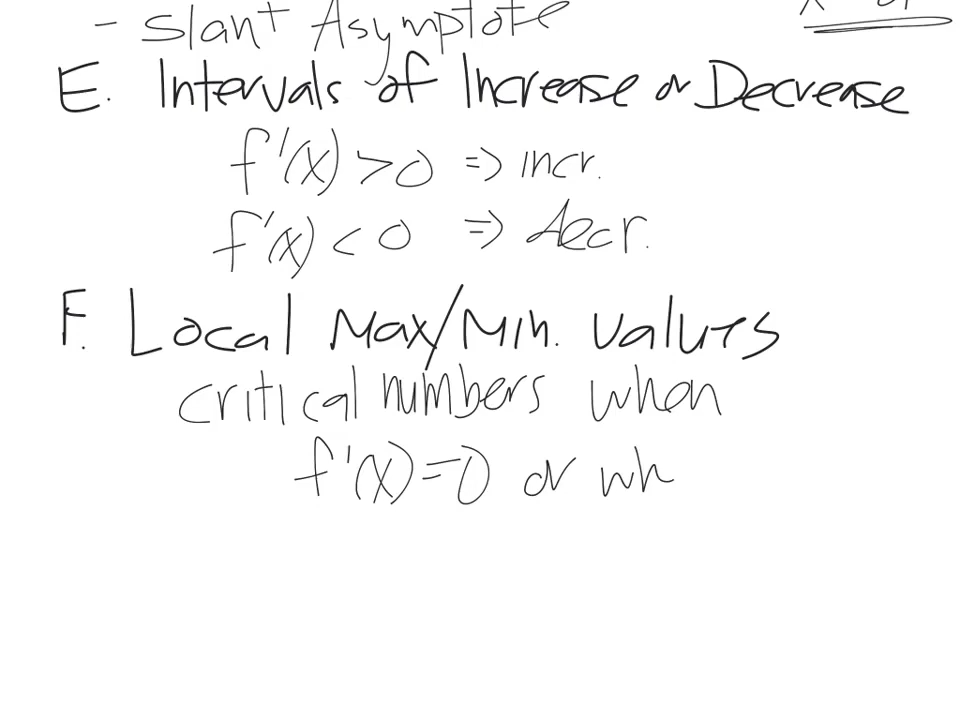 - Slant Asymptote
E. Intervals of Increase or Decrease
f'(x) > 0 => incr.
f'(x) < 0 => decr.
F. Local Max/Min. values
critical numbers when
f'(x)=0 or wh